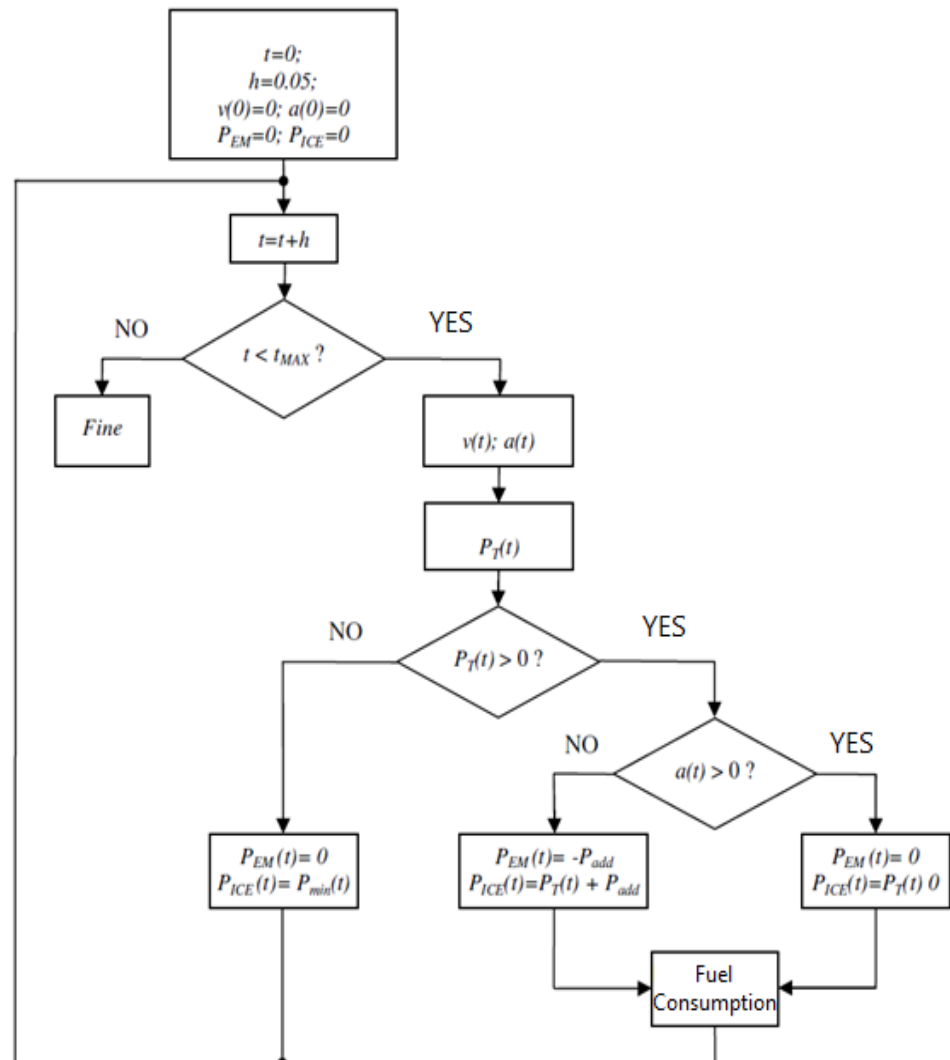 t=0;
h=0.05;
v(0)=0; a(0)=0
P_EM=0; P_ICE=0
t=t+h
NO
YES
t < t_MAX ?
Fine
v(t); a(t)
P_T(t)
NO
YES
P_T(t) > 0 ?
NO
YES
a(t) > 0 ?
P_EM(t)= 0
P_ICE(t)= P_min(t)
P_EM(t)= -P_add
P_ICE(t)=P_T(t) + P_add
P_EM(t)= 0
P_ICE(t)=P_T(t) 0
Fuel
Consumption